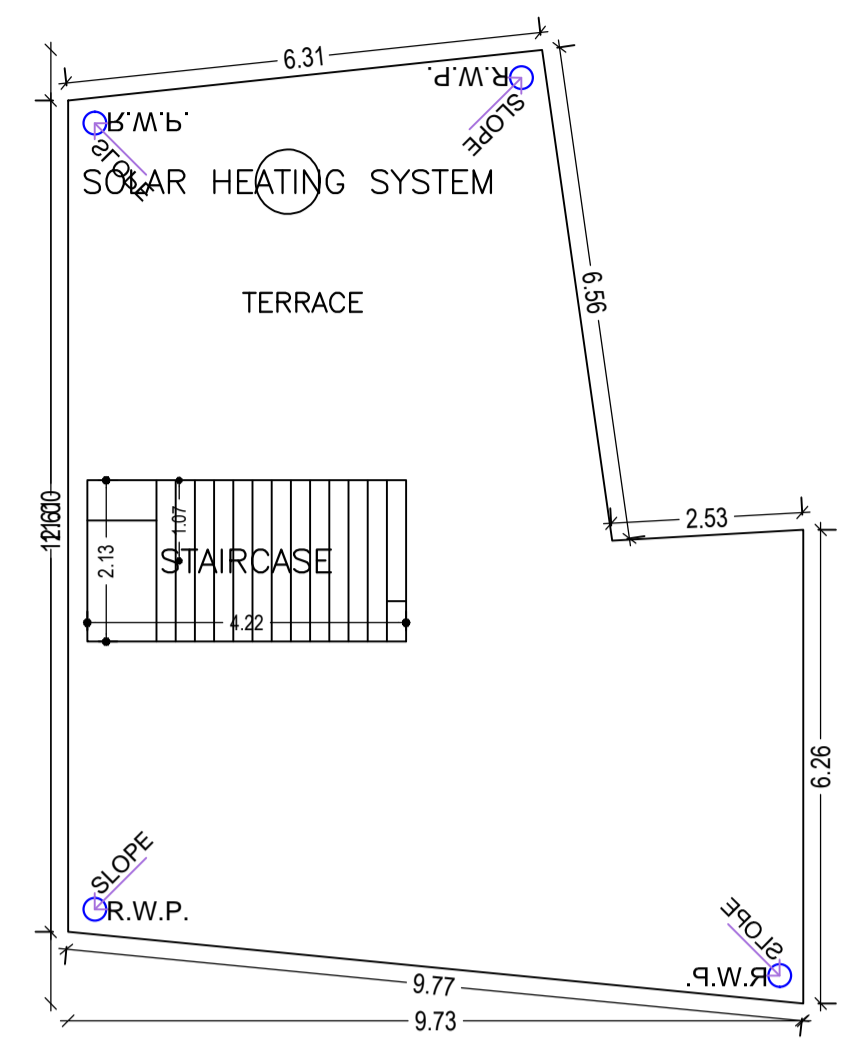 6.31
R.W.P.
R.W.P.
SLOPE
SLOPE
SOLAR HEATING SYSTEM
6.56
TERRACE
2.53
1.07
2.13
STAIRCASE
4.22
6.26
SLOPE
R.W.P.
SLOPE
R.W.P.
9.77
9.73